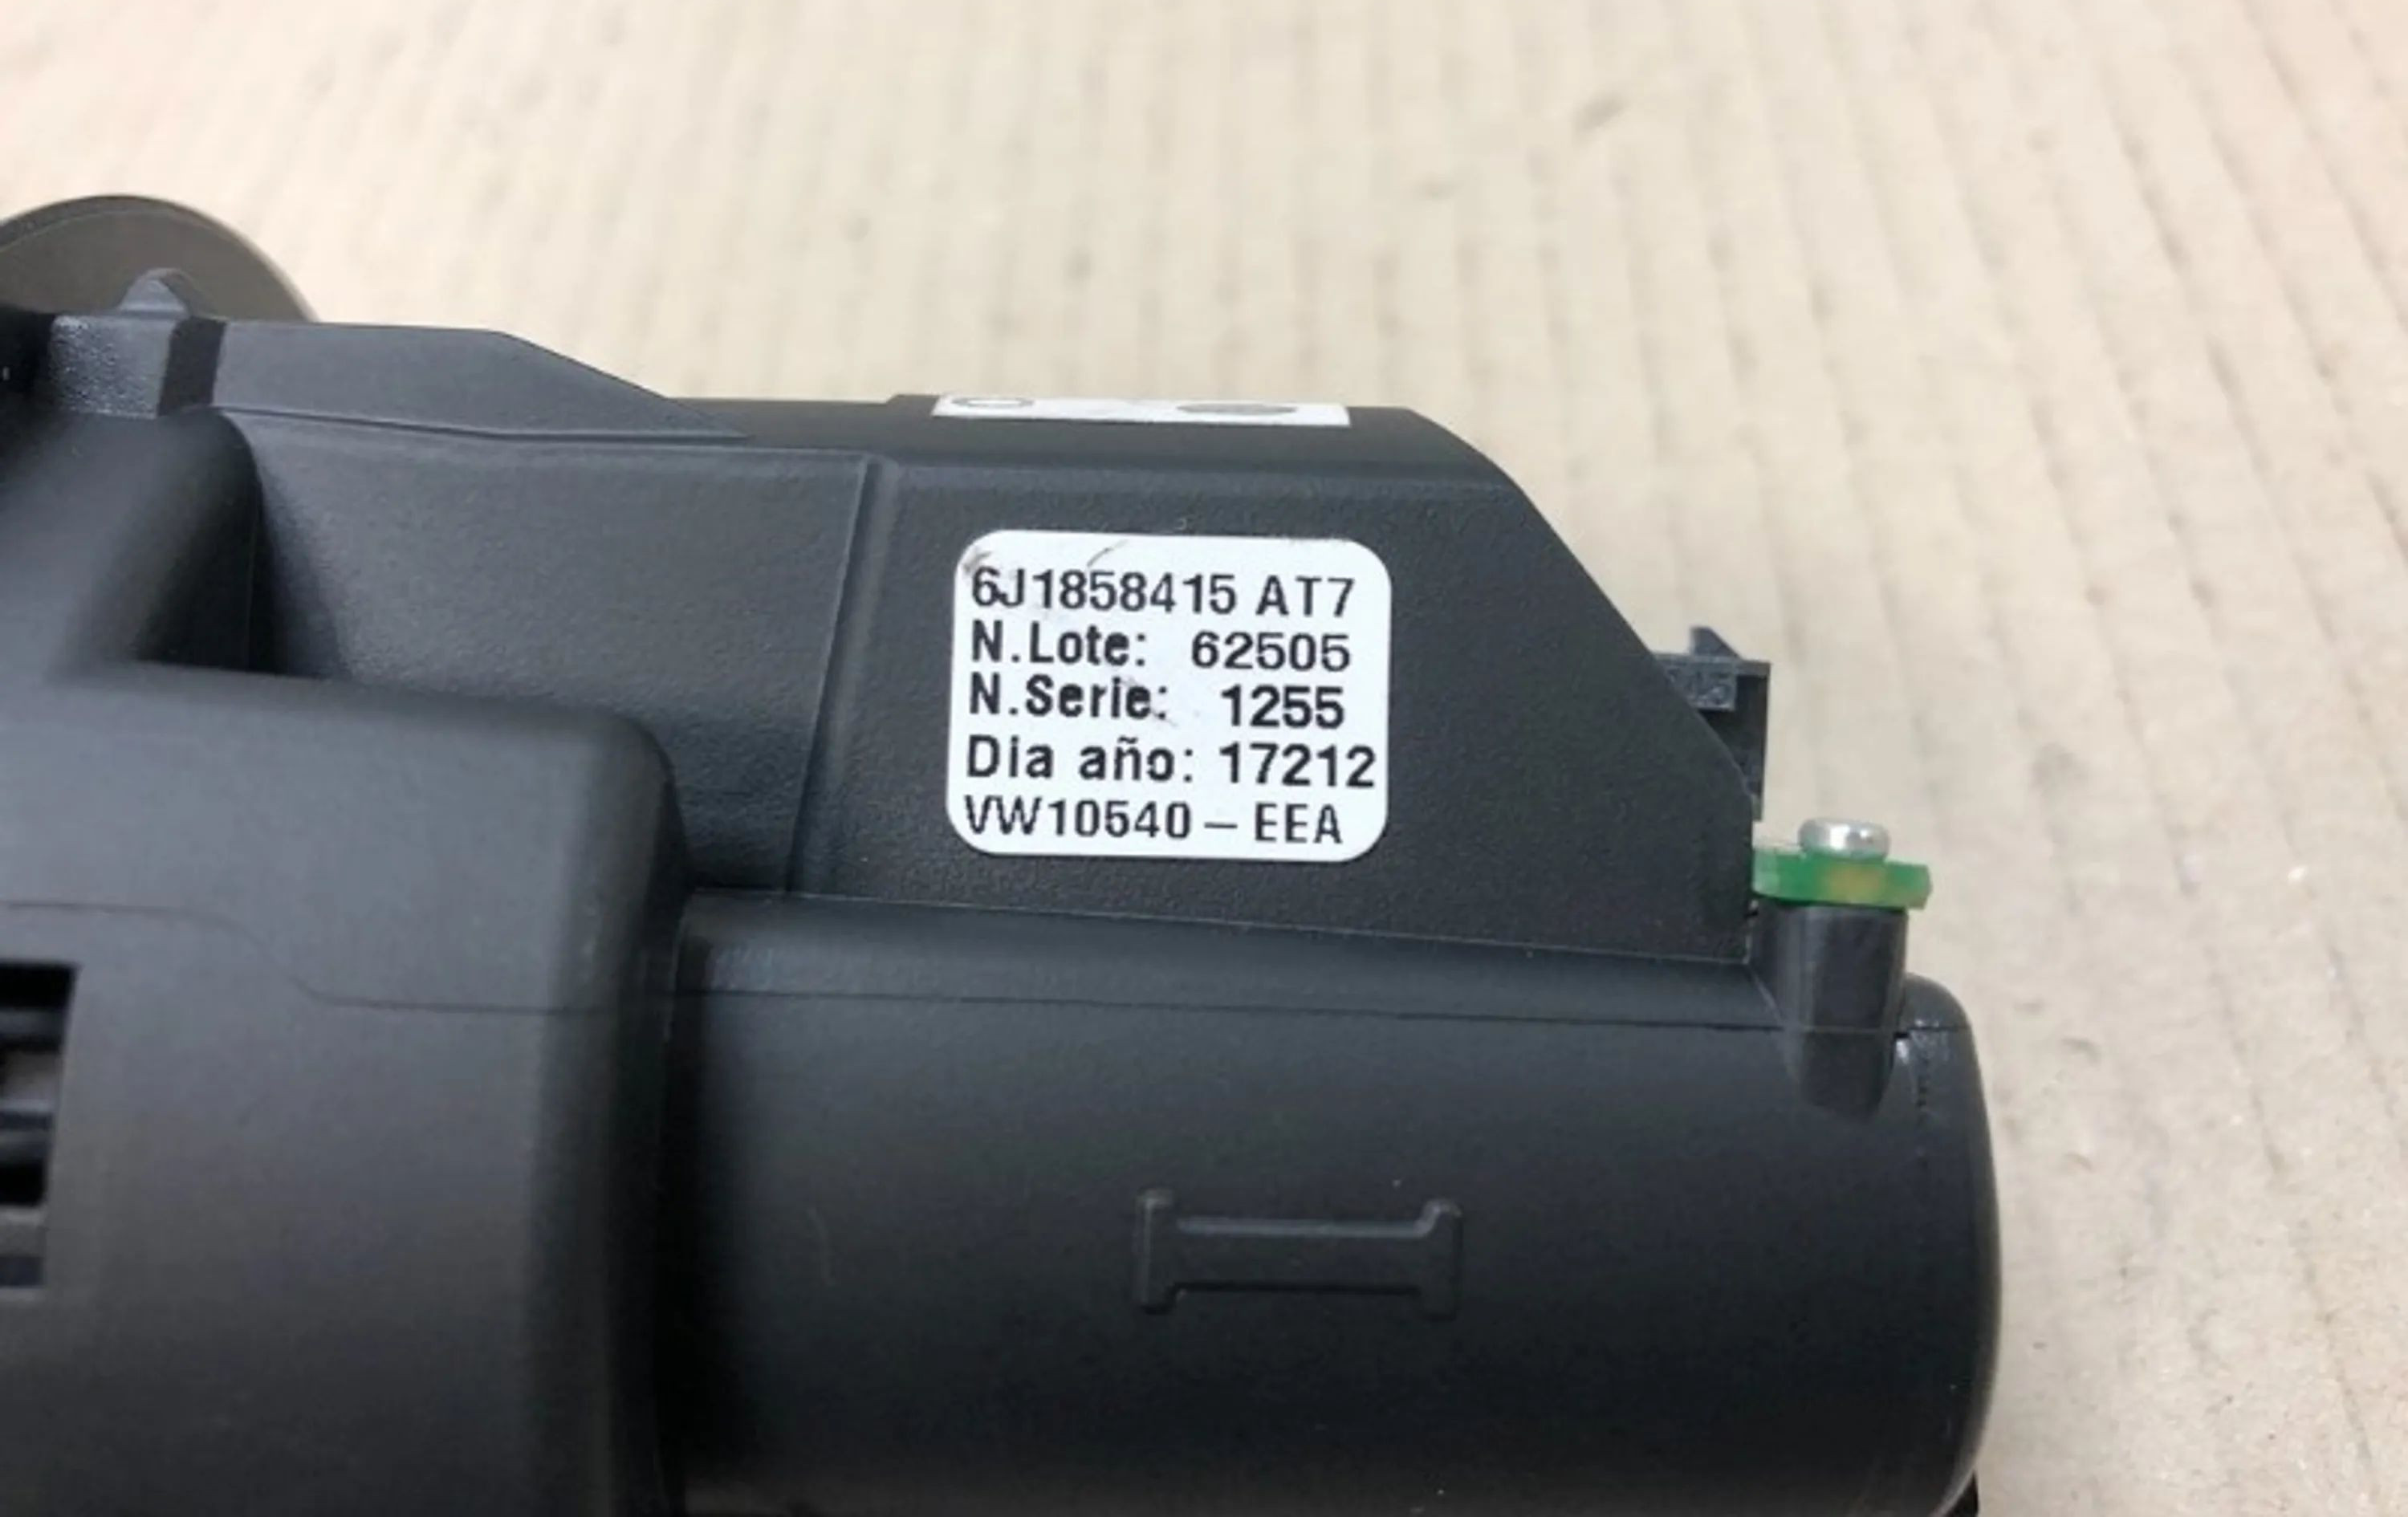 6J1858415 AT7
N.Lote: 62505
N.Serie: 1255
Dia año: 17212
VW10540-EEA